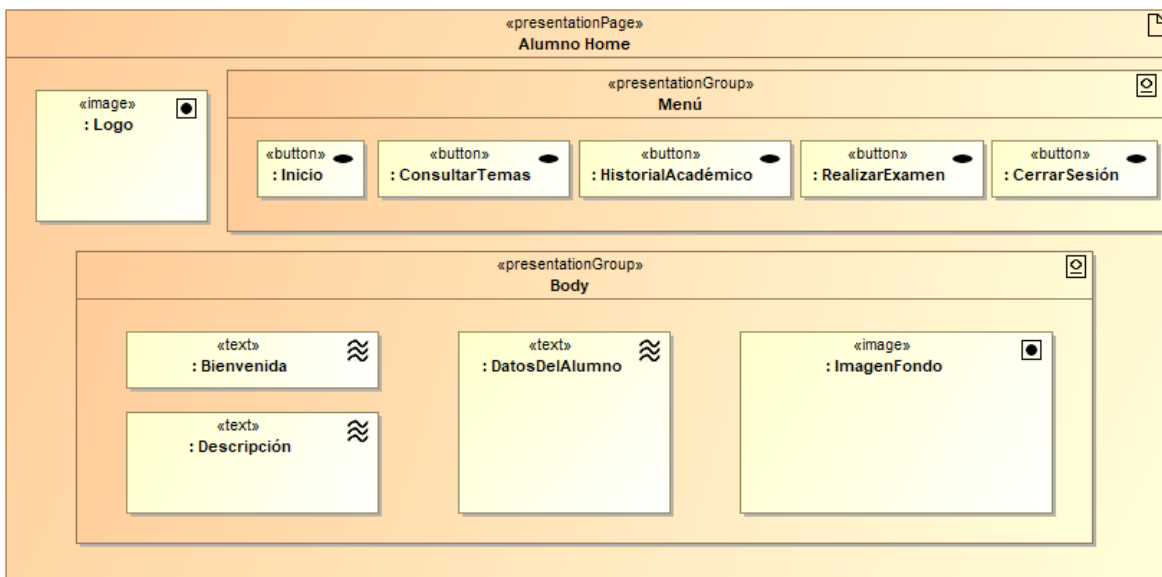 «presentationPage»
Alumno Home
«image»
: Logo
«presentationGroup»
Menú
«button»
: Inicio
«button»
: ConsultarTemas
«button»
: HistorialAcadémico
«button»
: RealizarExamen
«button»
: CerrarSesión
«presentationGroup»
Body
«text»
: Bienvenida
«text»
: Descripción
«text»
: DatosDelAlumno
«image»
: ImagenFondo